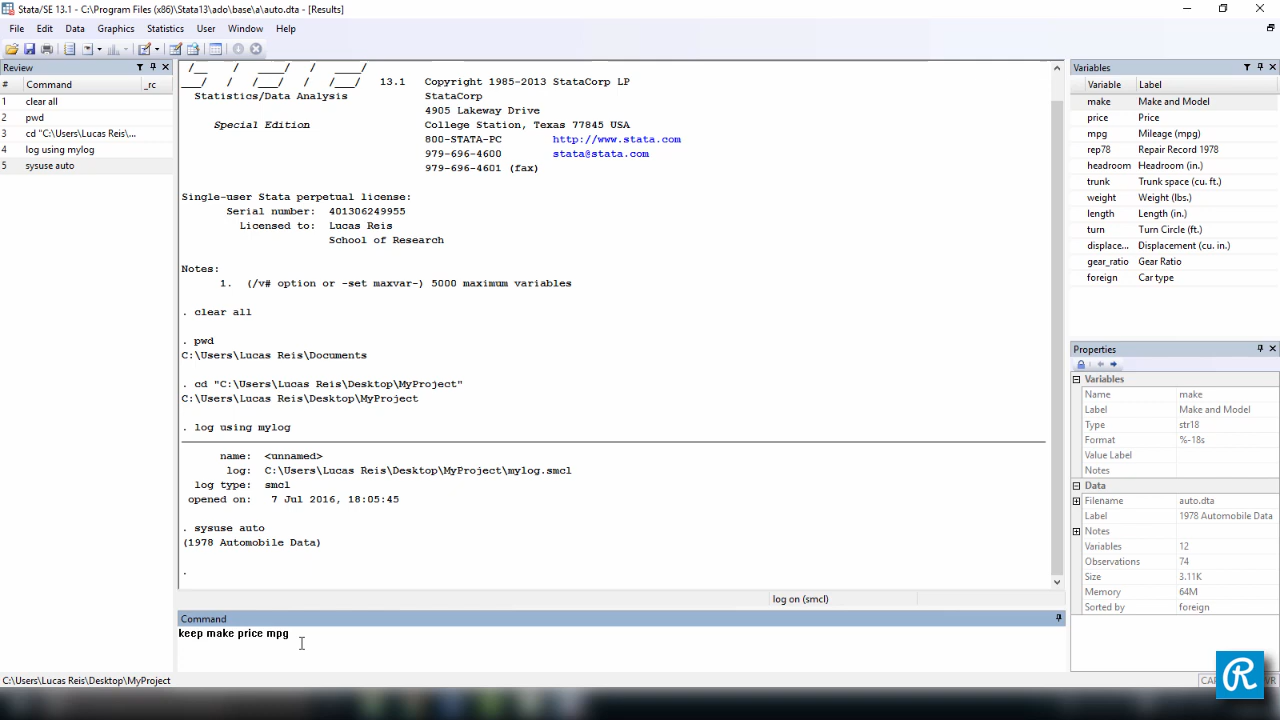 Stata/SE 13.1 - C:\Program Files (x86)\Stata13\ado\base\a\auto.dta - [Results]
File Edit Data Graphics Statistics User Window Help
Review
# Command _rc
1 clear all
2 pwd
3 cd "C:\Users\Lucas Reis\...
4 log using mylog
5 sysuse auto
/__ / ____/ / ____/
___/ / /___/ / /___/ 13.1 Copyright 1985-2013 StataCorp LP
Statistics/Data Analysis StataCorp
4905 Lakeway Drive
Special Edition College Station, Texas 77845 USA
800-STATA-PC http://www.stata.com
979-696-4600 stata@stata.com
979-696-4601 (fax)
Single-user Stata perpetual license:
Serial number: 401306249955
Licensed to: Lucas Reis
School of Research
Notes:
1. (/v# option or -set maxvar-) 5000 maximum variables
. clear all
. pwd
C:\Users\Lucas Reis\Documents
. cd "C:\Users\Lucas Reis\Desktop\MyProject"
C:\Users\Lucas Reis\Desktop\MyProject
. log using mylog
name: <unnamed>
log: C:\Users\Lucas Reis\Desktop\MyProject\mylog.smcl
log type: smcl
opened on: 7 Jul 2016, 18:05:45
. sysuse auto
(1978 Automobile Data)
.
log on (smcl)
Command
keep make price mpg
Variables
Variable Label
make Make and Model
price Price
mpg Mileage (mpg)
rep78 Repair Record 1978
headroom Headroom (in.)
trunk Trunk space (cu. ft.)
weight Weight (lbs.)
length Length (in.)
turn Turn Circle (ft.)
displace... Displacement (cu. in.)
gear_ratio Gear Ratio
foreign Car type
Properties
Variables
Name make
Label Make and Model
Type str18
Format %-18s
Value Label
Notes
Data
Filename auto.dta
Label 1978 Automobile Data
Notes
Variables 12
Observations 74
Size 3.11K
Memory 64M
Sorted by foreign
C:\Users\Lucas Reis\Desktop\MyProject
R